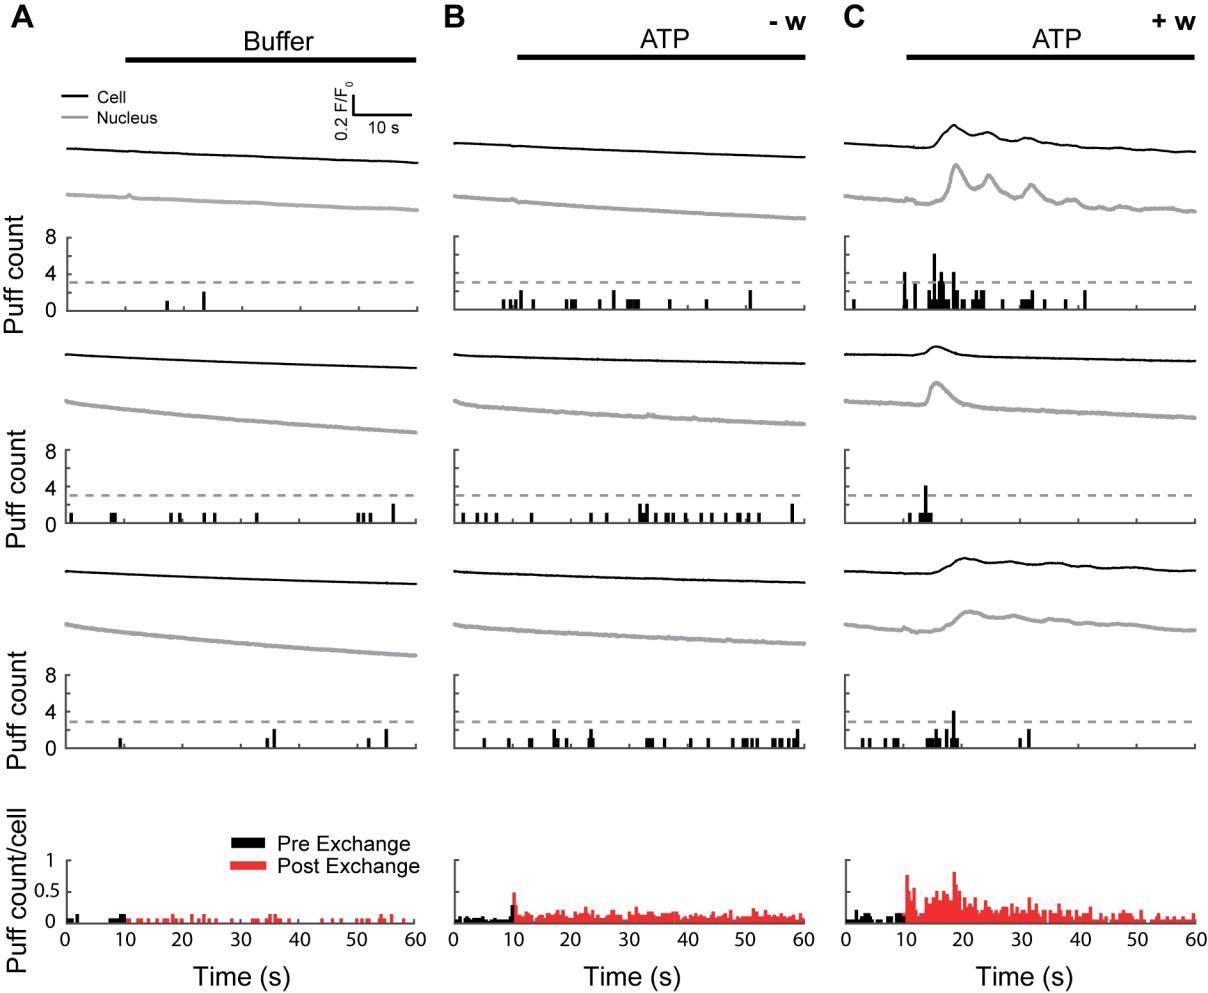 A
B
C
Buffer
ATP
- w
ATP
+ w
Cell
Nucleus
0.2 F/F0
10 s
Puff count
8
4
0
Puff count
8
4
0
Puff count
8
4
0
Puff count/cell
Pre Exchange
Post Exchange
1
0.5
0
0 10 20 30 40 50 60
0 10 20 30 40 50 60
0 10 20 30 40 50 60
Time (s)
Time (s)
Time (s)